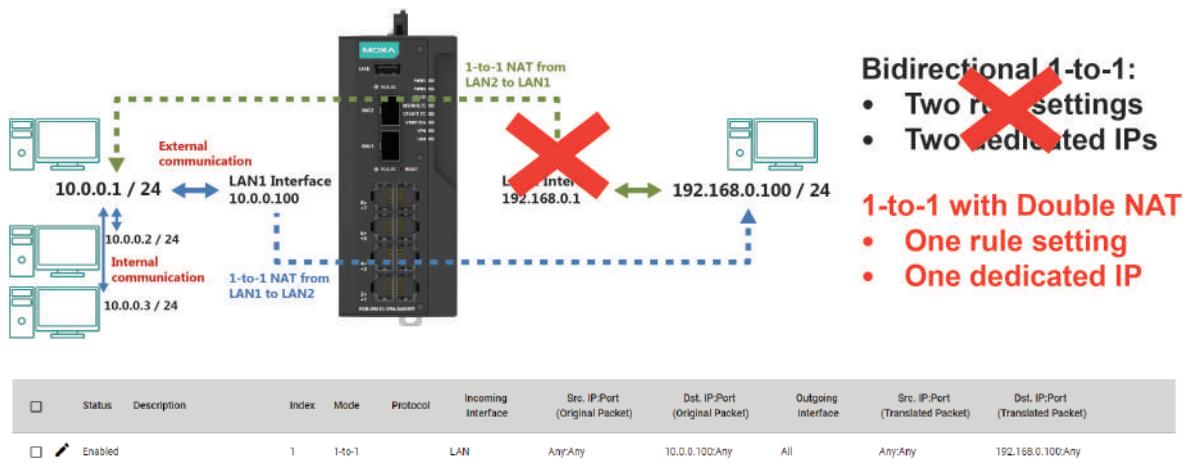 MOXA
USB
1-to-1 NAT from
LAN2 to LAN1
External
communication
10.0.0.1 / 24
LAN1 Interface
10.0.0.100
192.168.0.1
192.168.0.100 / 24
10.0.0.2 / 24
Internal
communication
1-to-1 NAT from
LAN1 to LAN2
10.0.0.3 / 24
Bidirectional 1-to-1:
• Two rule settings
• Two dedicated IPs
1-to-1 with Double NAT
• One rule setting
• One dedicated IP
Status Description Index Mode Protocol Incoming Interface Src. IP:Port (Original Packet) Dst. IP:Port (Original Packet) Outgoing Interface Src. IP:Port (Translated Packet) Dst. IP:Port (Translated Packet)
Enabled 1 1-to-1 LAN Any:Any 10.0.0.100:Any All Any:Any 192.168.0.100:Any